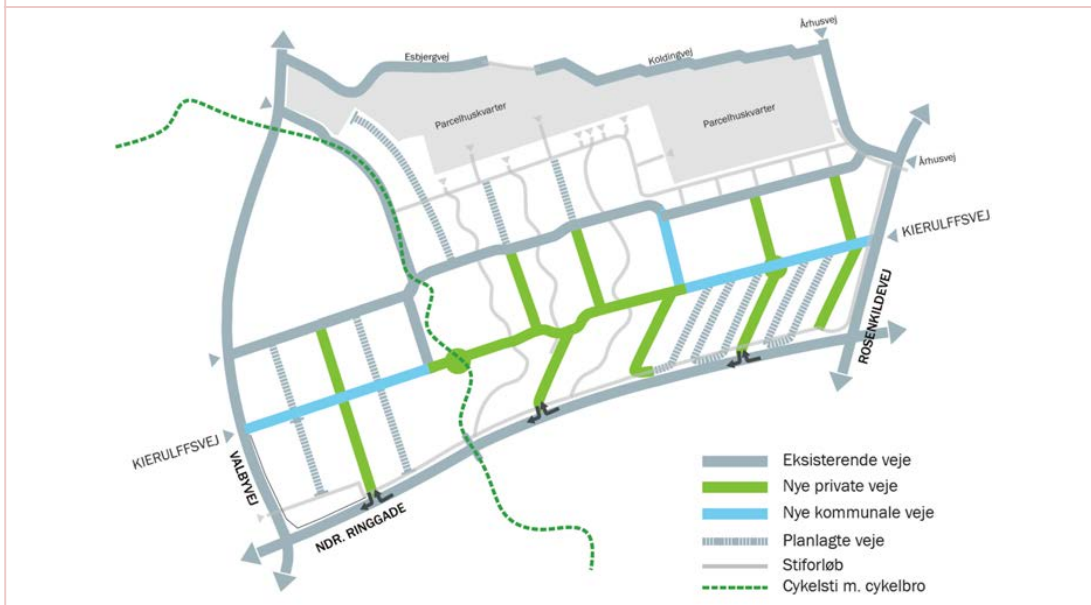 Århusvej
Esbjergvej
Koldingvej
Parcelhuskvarter
Parcelhuskvarter
Århusvej
KIERULFFSVEJ
ROSENKILDEVEJ
KIERULFFSVEJ
VALBYVEJ
NDR. RINGGADE
Eksisterende veje
Nye private veje
Nye kommunale veje
Planlagte veje
Stiforløb
Cykelsti m. cykelbro